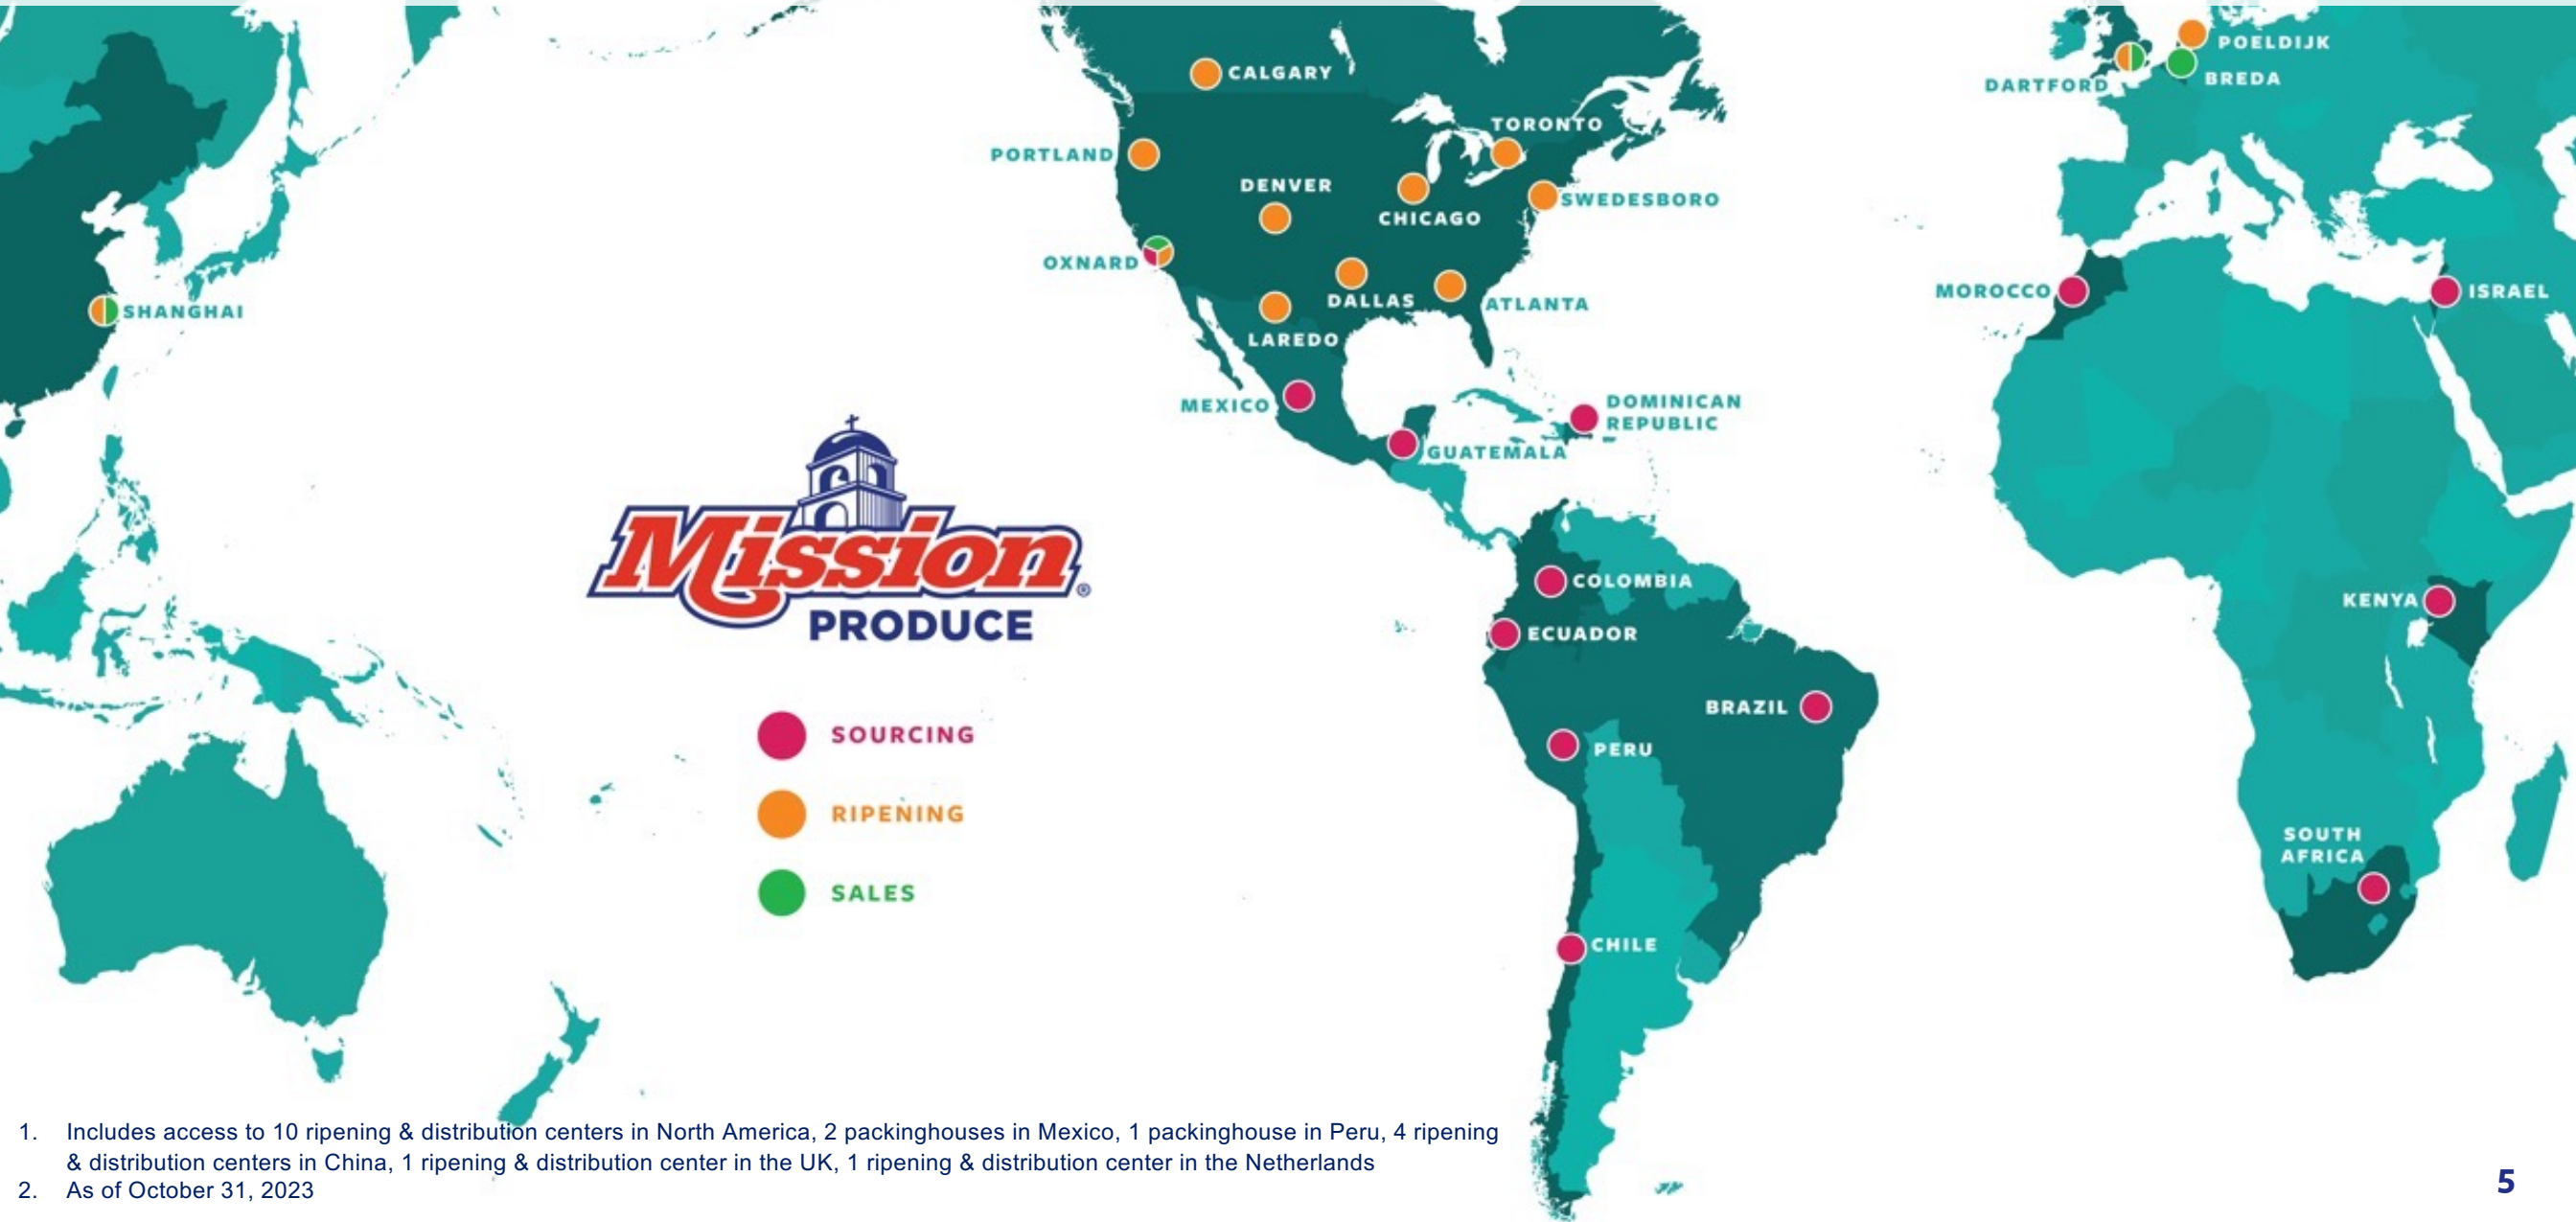 POELDIJK
CALGARY
BREDA
DARTFORD
TORONTO
PORTLAND
DENVER
SWEDESBORO
CHICAGO
OXNARD
MOROCCO
ISRAEL
DALLAS
ATLANTA
SHANGHAI
LAREDO
MEXICO
DOMINICAN
REPUBLIC
GUATEMALA
Mission®
PRODUCE
COLOMBIA
KENYA
ECUADOR
BRAZIL
SOURCING
PERU
RIPENING
SOUTH
AFRICA
SALES
CHILE
1. Includes access to 10 ripening & distribution centers in North America, 2 packinghouses in Mexico, 1 packinghouse in Peru, 4 ripening
& distribution centers in China, 1 ripening & distribution center in the UK, 1 ripening & distribution center in the Netherlands
2. As of October 31, 2023
5